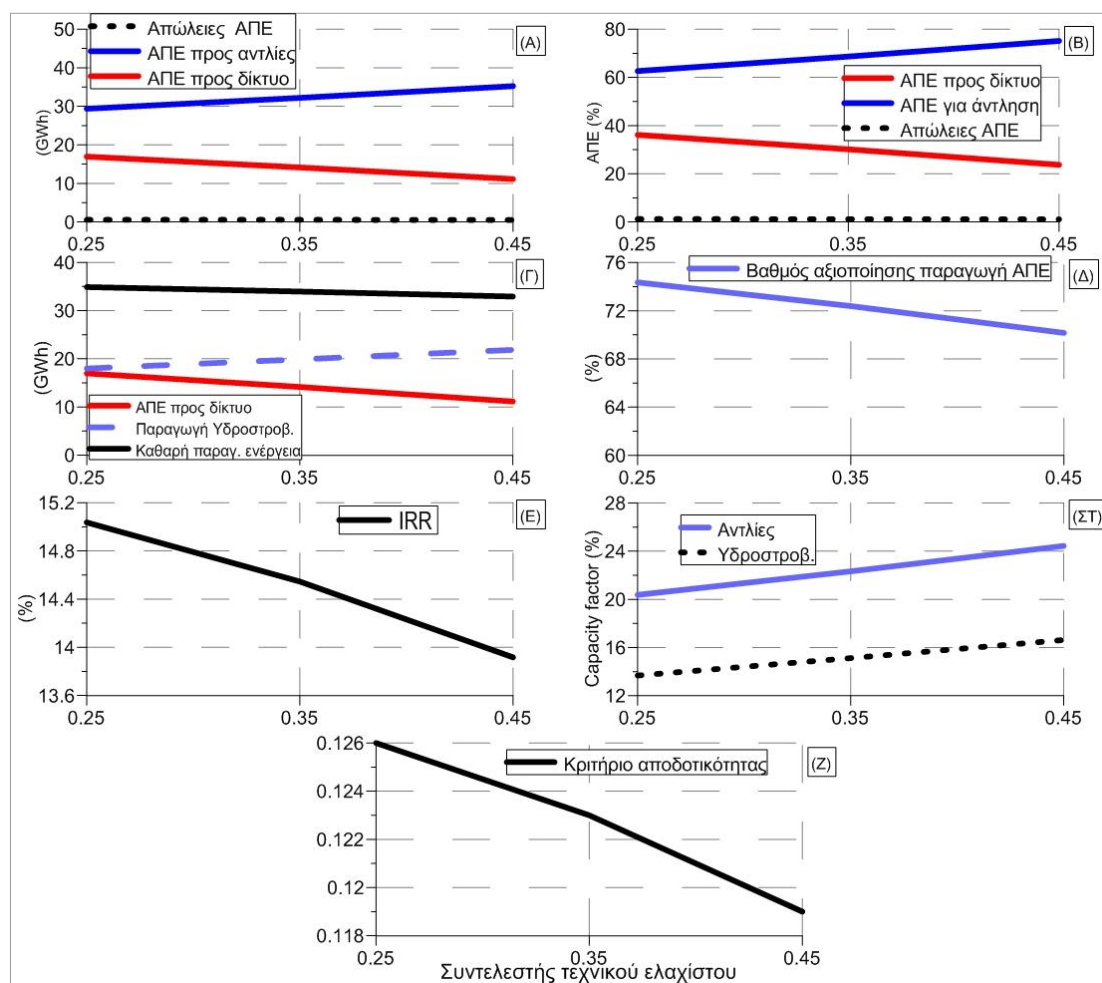 50
40
30
20
10
0
(GWh)
Απώλειες ΑΠΕ
ΑΠΕ προς αντλίες
ΑΠΕ προς δίκτυο
(Α)
0.25 0.35 0.45
80
60
40
20
0
ΑΠΕ (%)
ΑΠΕ προς δίκτυο
ΑΠΕ για άντληση
Απώλειες ΑΠΕ
(Β)
0.25 0.35 0.45
40
30
20
10
0
(GWh)
ΑΠΕ προς δίκτυο
Παραγωγή Υδροστροβ.
Καθαρή παραγ. ενέργεια
(Γ)
0.25 0.35 0.45
76
72
68
64
60
(%)
Βαθμός αξιοποίησης παραγωγή ΑΠΕ
(Δ)
0.25 0.35 0.45
15.2
14.8
14.4
14
13.6
(%)
IRR
(Ε)
0.25 0.35 0.45
28
24
20
16
12
Capacity factor (%)
Αντλίες
Υδροστροβ.
(ΣΤ)
0.25 0.35 0.45
0.126
0.124
0.122
0.12
0.118
Κριτήριο αποδοτικότητας
(Ζ)
0.25 0.35 0.45
Συντελεστής τεχνικού ελαχίστου